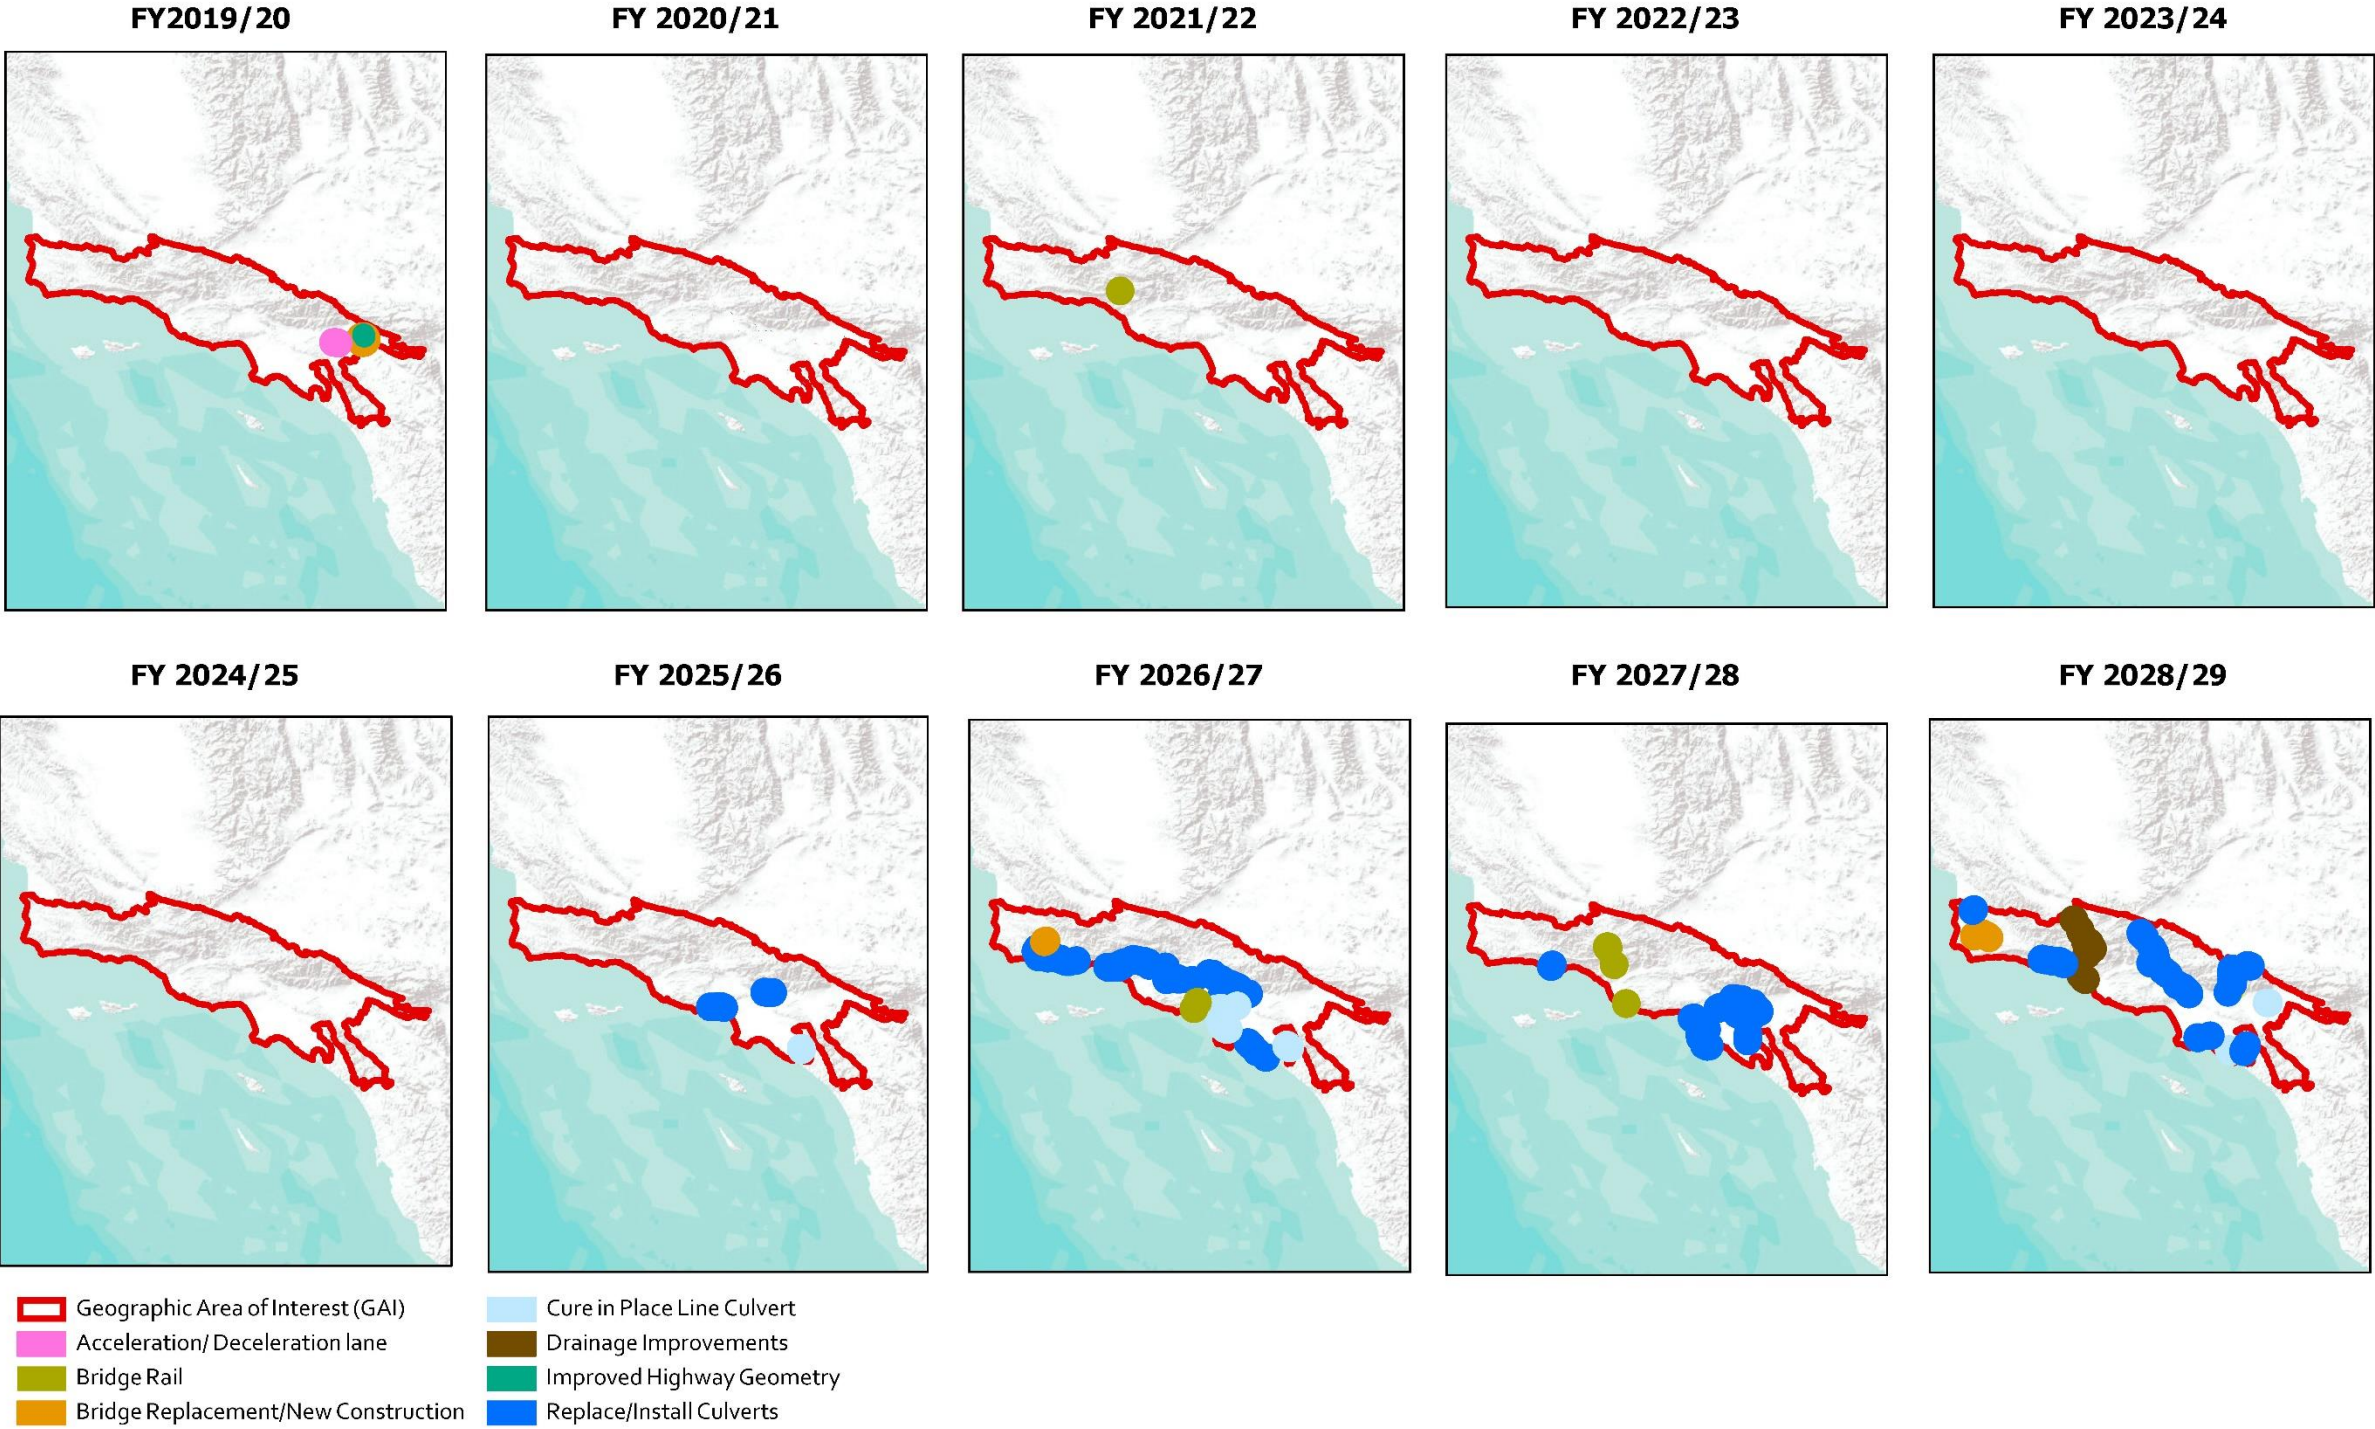 FY2019/20
FY 2020/21
FY 2021/22
FY 2022/23
FY 2023/24
FY 2024/25
FY 2025/26
FY 2026/27
FY 2027/28
FY 2028/29
Geographic Area of Interest (GAI)
Acceleration/ Deceleration lane
Bridge Rail
Bridge Replacement/New Construction
Cure in Place Line Culvert
Drainage Improvements
Improved Highway Geometry
Replace/Install Culverts